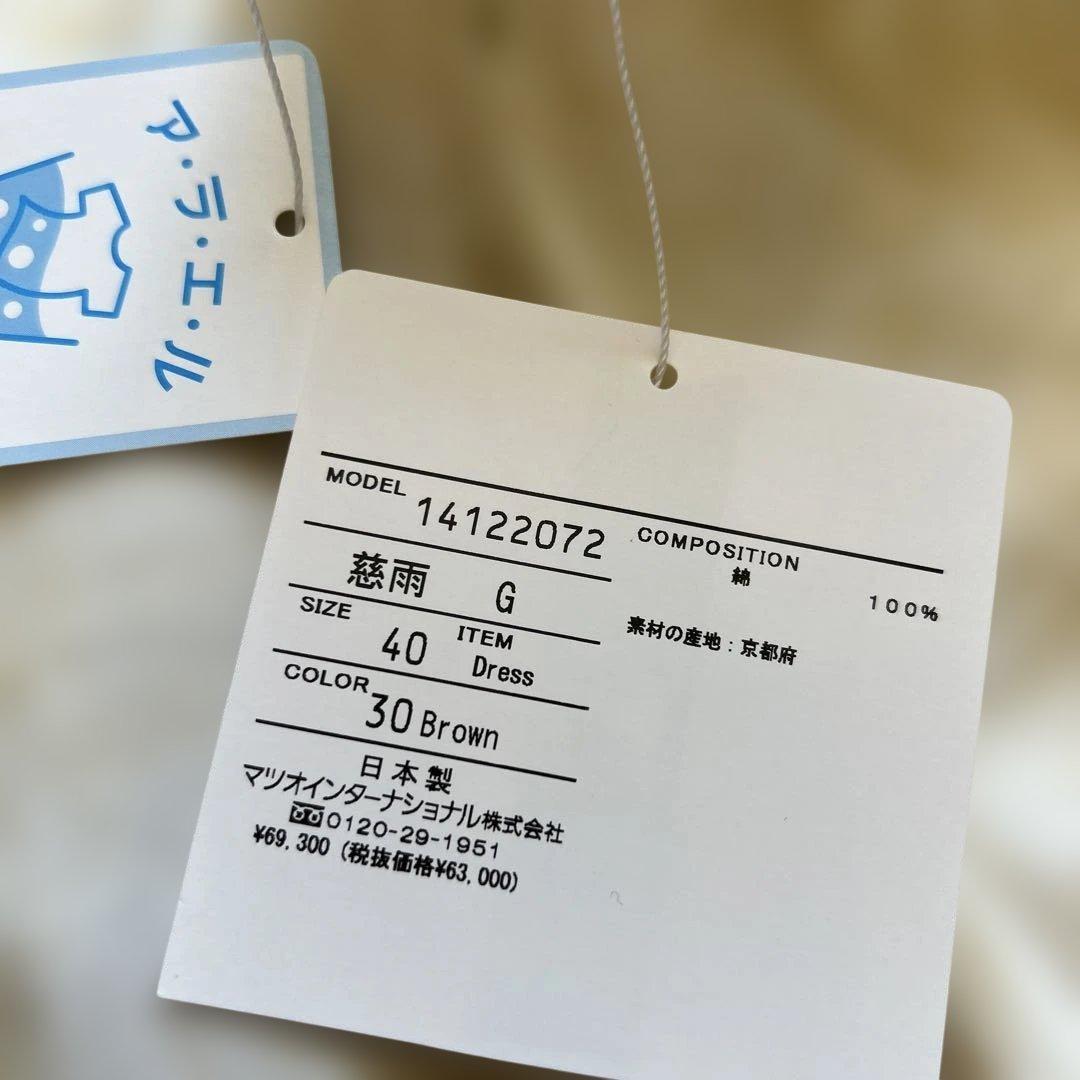 ア・ラ・エ・ル
MODEL 14122072
慈雨 G
SIZE 40 ITEM Dress
COLOR 30 Brown
日本製
マツオインターナショナル株式会社
0120-29-1951
¥69,300 (税抜価格¥63,000)
COMPOSITION
綿 100%
素材の産地:京都府